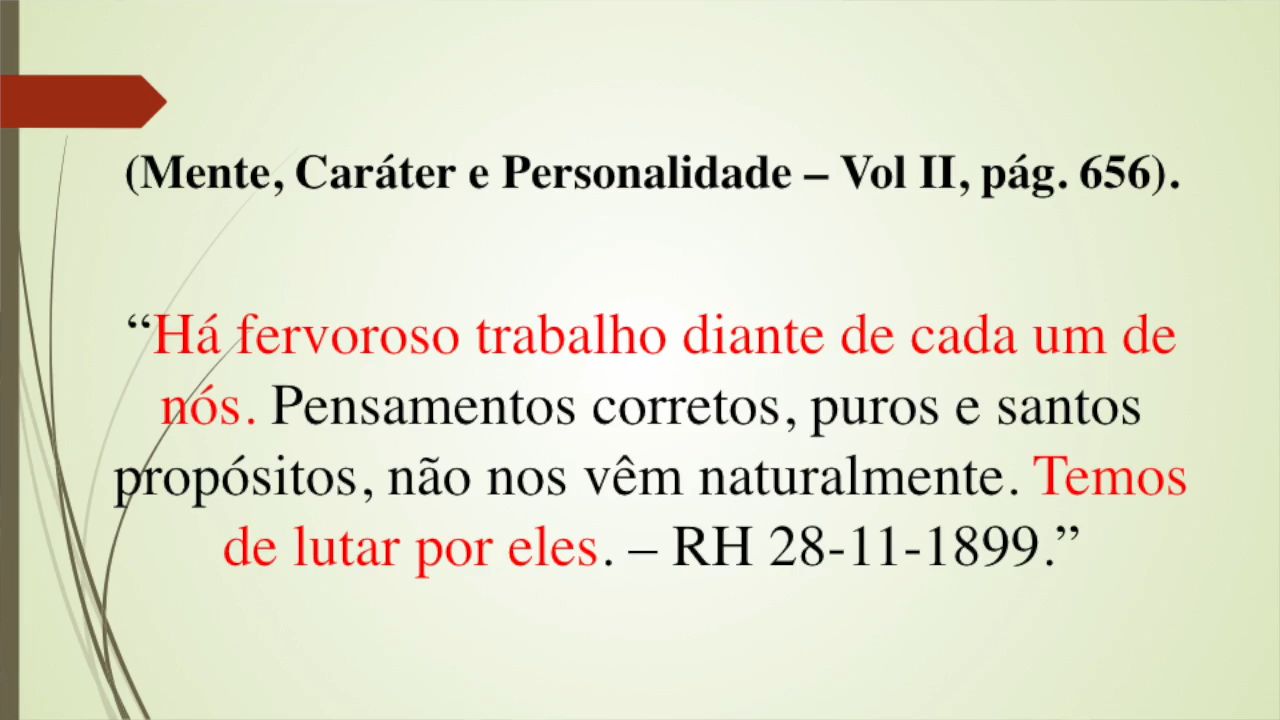 (Mente, Caráter e Personalidade – Vol II, pág. 656).
“Há fervoroso trabalho diante de cada um de
nós. Pensamentos corretos, puros e santos
propósitos, não nos vêm naturalmente. Temos
de lutar por eles. – RH 28-11-1899.”